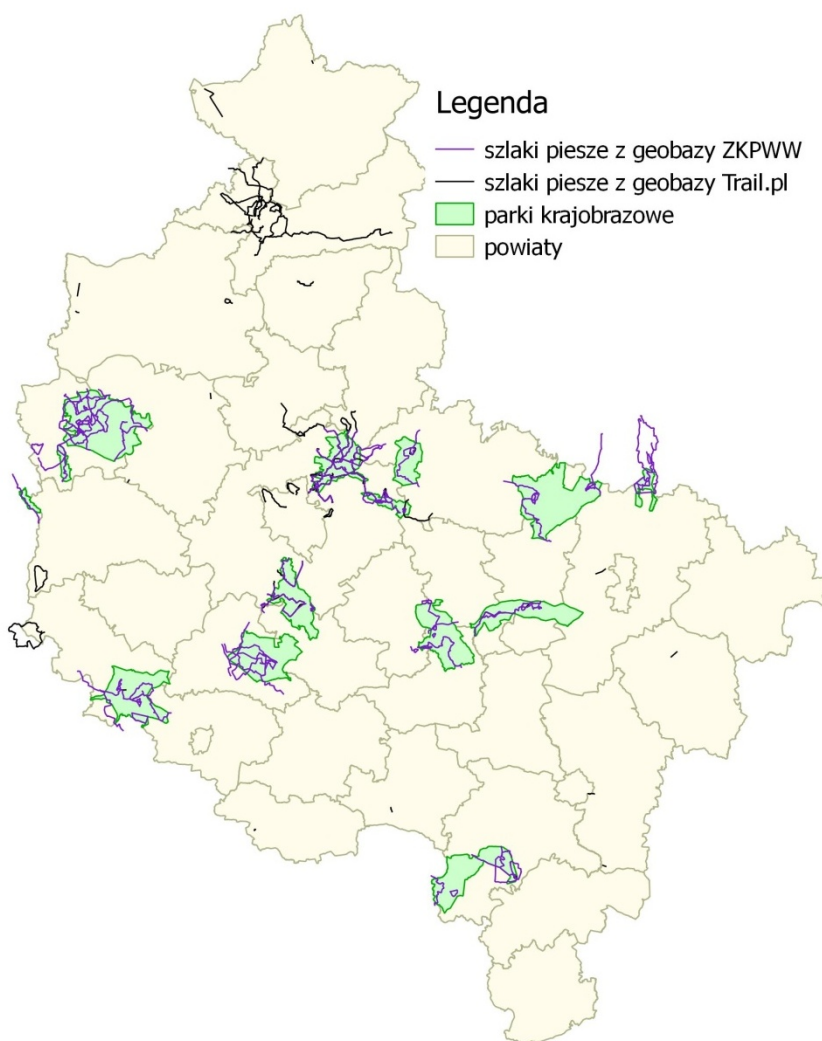 Legenda
szlaki piesze z geobazy ZKPWW
szlaki piesze z geobazy Trail.pl
parki krajobrazowe
powiaty